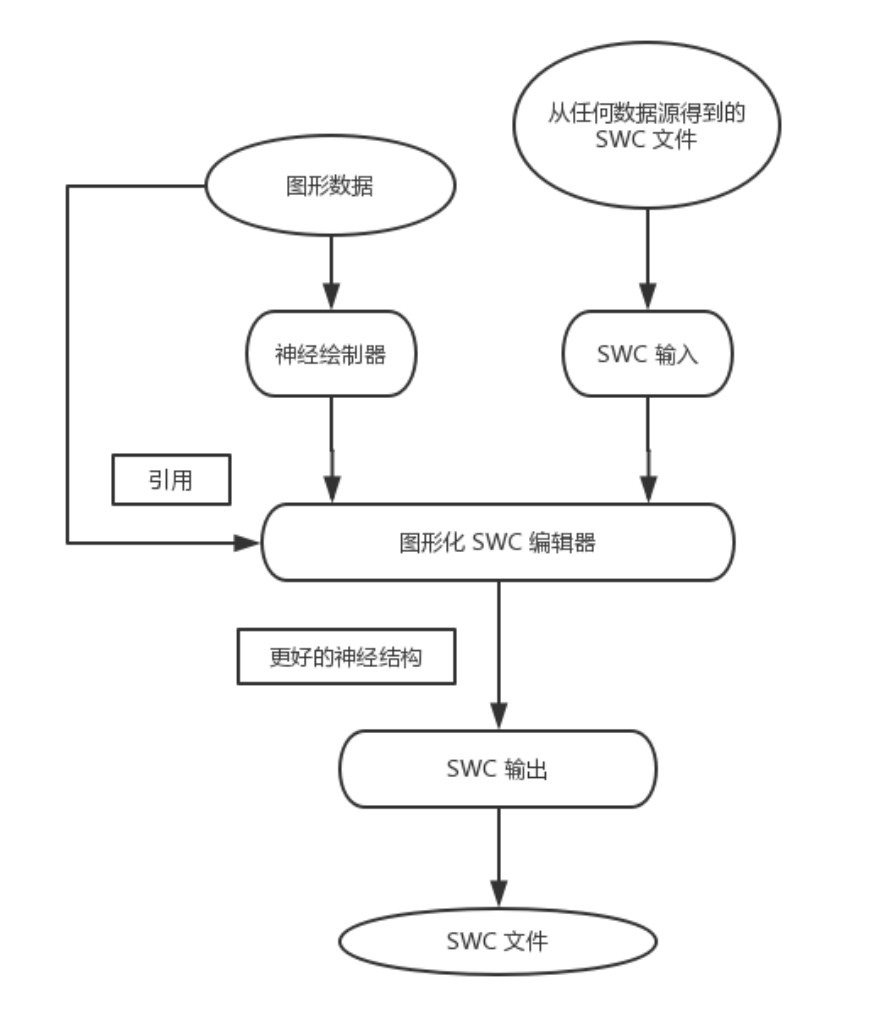 从任何数据源得到的
SWC 文件
图形数据
神经绘制器
SWC 输入
引用
图形化 SWC 编辑器
更好的神经结构
SWC 输出
SWC 文件